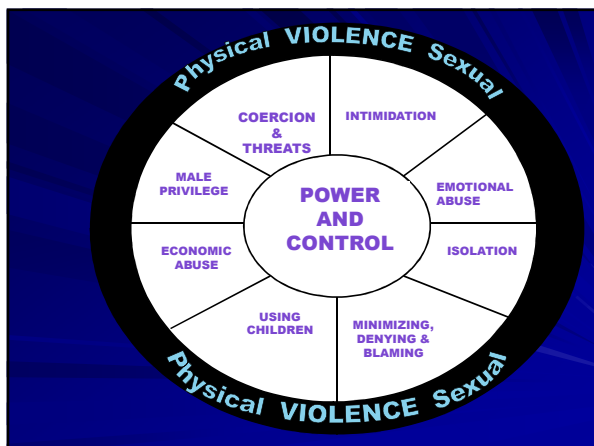 Physical VIOLENCE Sexual
COERCION
&
THREATS
INTIMIDATION
MALE
PRIVILEGE
EMOTIONAL
ABUSE
POWER
AND
CONTROL
ECONOMIC
ABUSE
ISOLATION
USING
CHILDREN
MINIMIZING,
DENYING &
BLAMING
Physical VIOLENCE Sexual